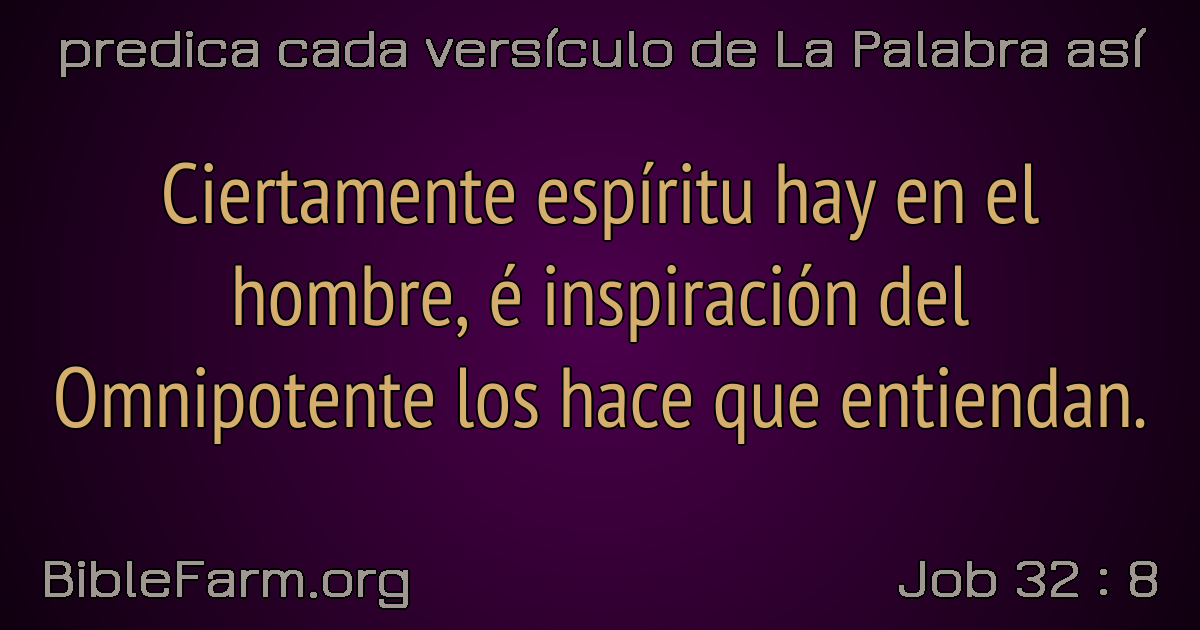 predica cada versículo de La Palabra así
Ciertamente espíritu hay en el
hombre, é inspiración del
Omnipotente los hace que entiendan.
BibleFarm.org
Job 32 : 8